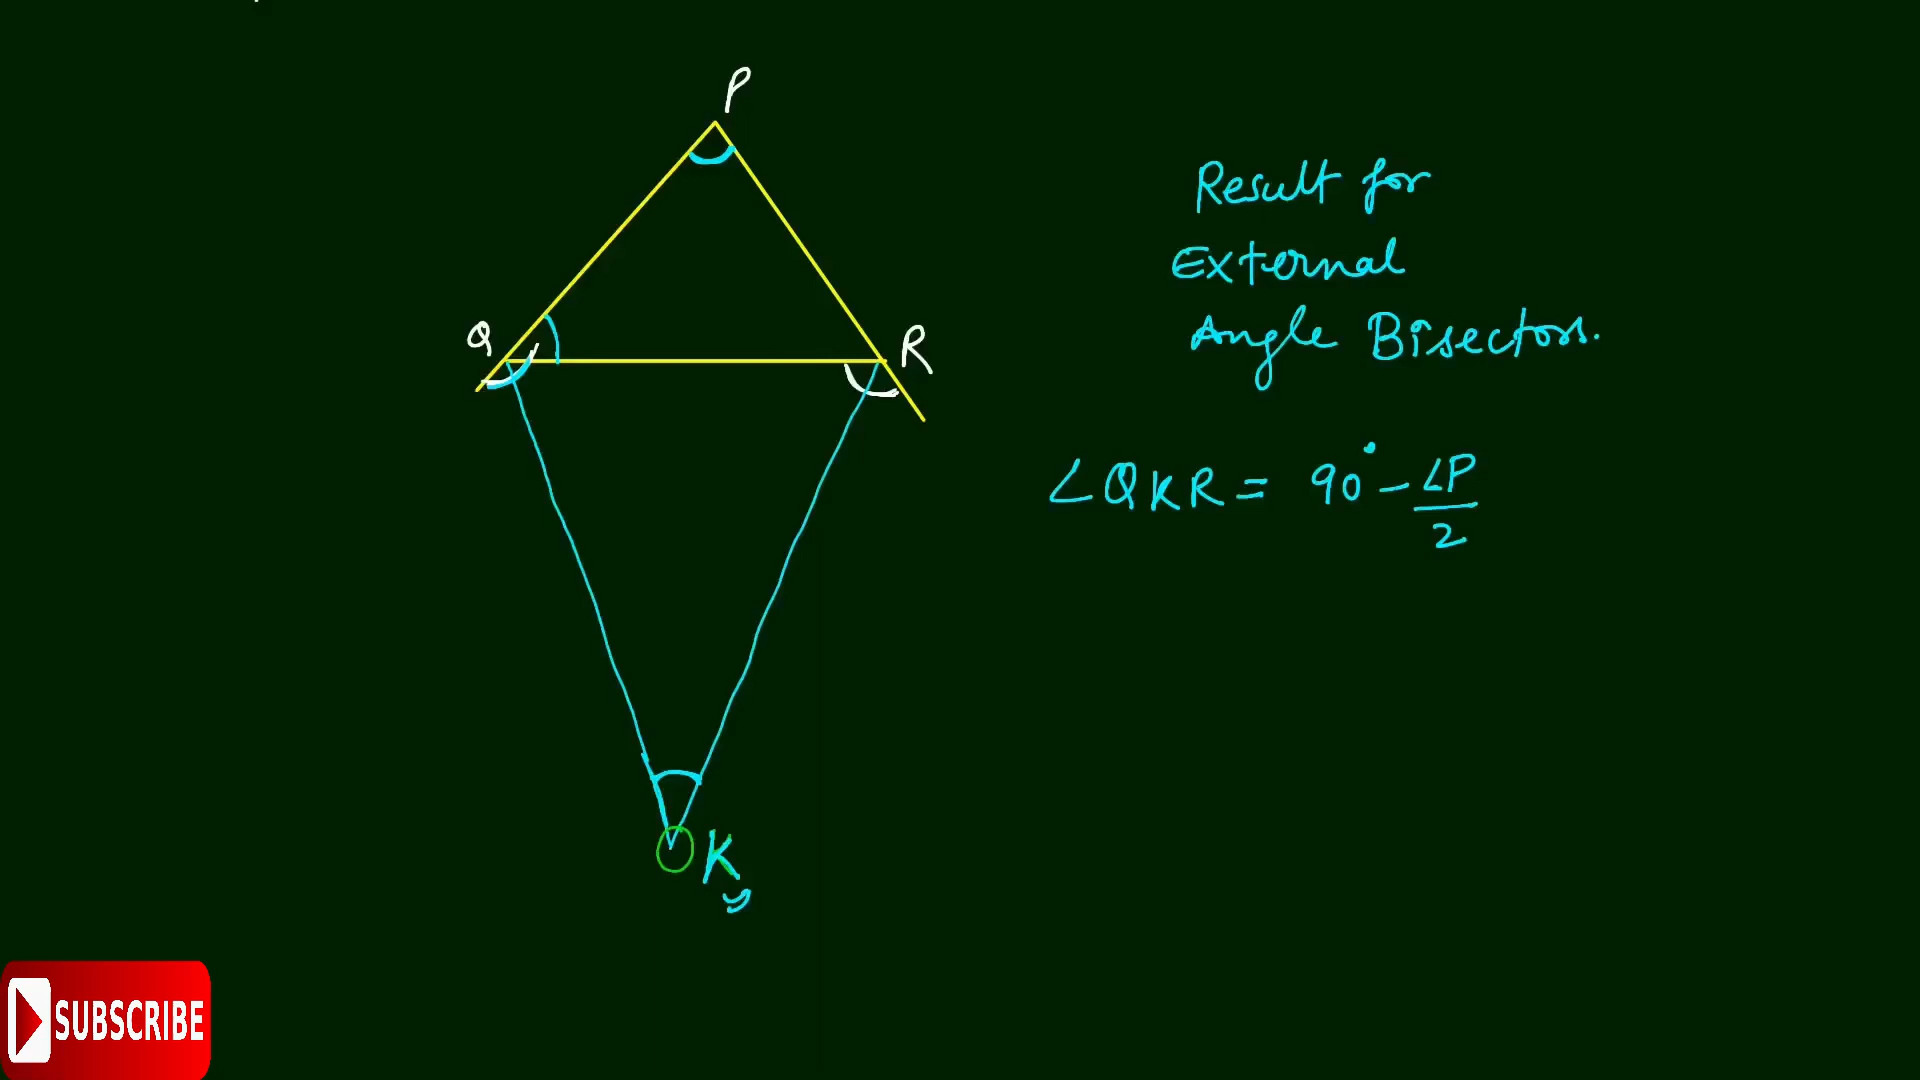 P
Result for
External
Angle Bisectors.
Q
R
∠QKR = 90° - ∠P/2
K
SUBSCRIBE